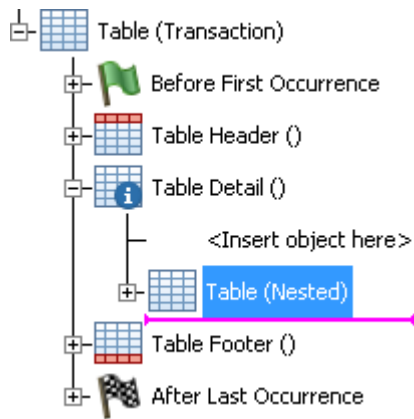 Table (Transaction)
Before First Occurrence
Table Header ()
Table Detail ()
<Insert object here>
Table (Nested)
Table Footer ()
After Last Occurrence